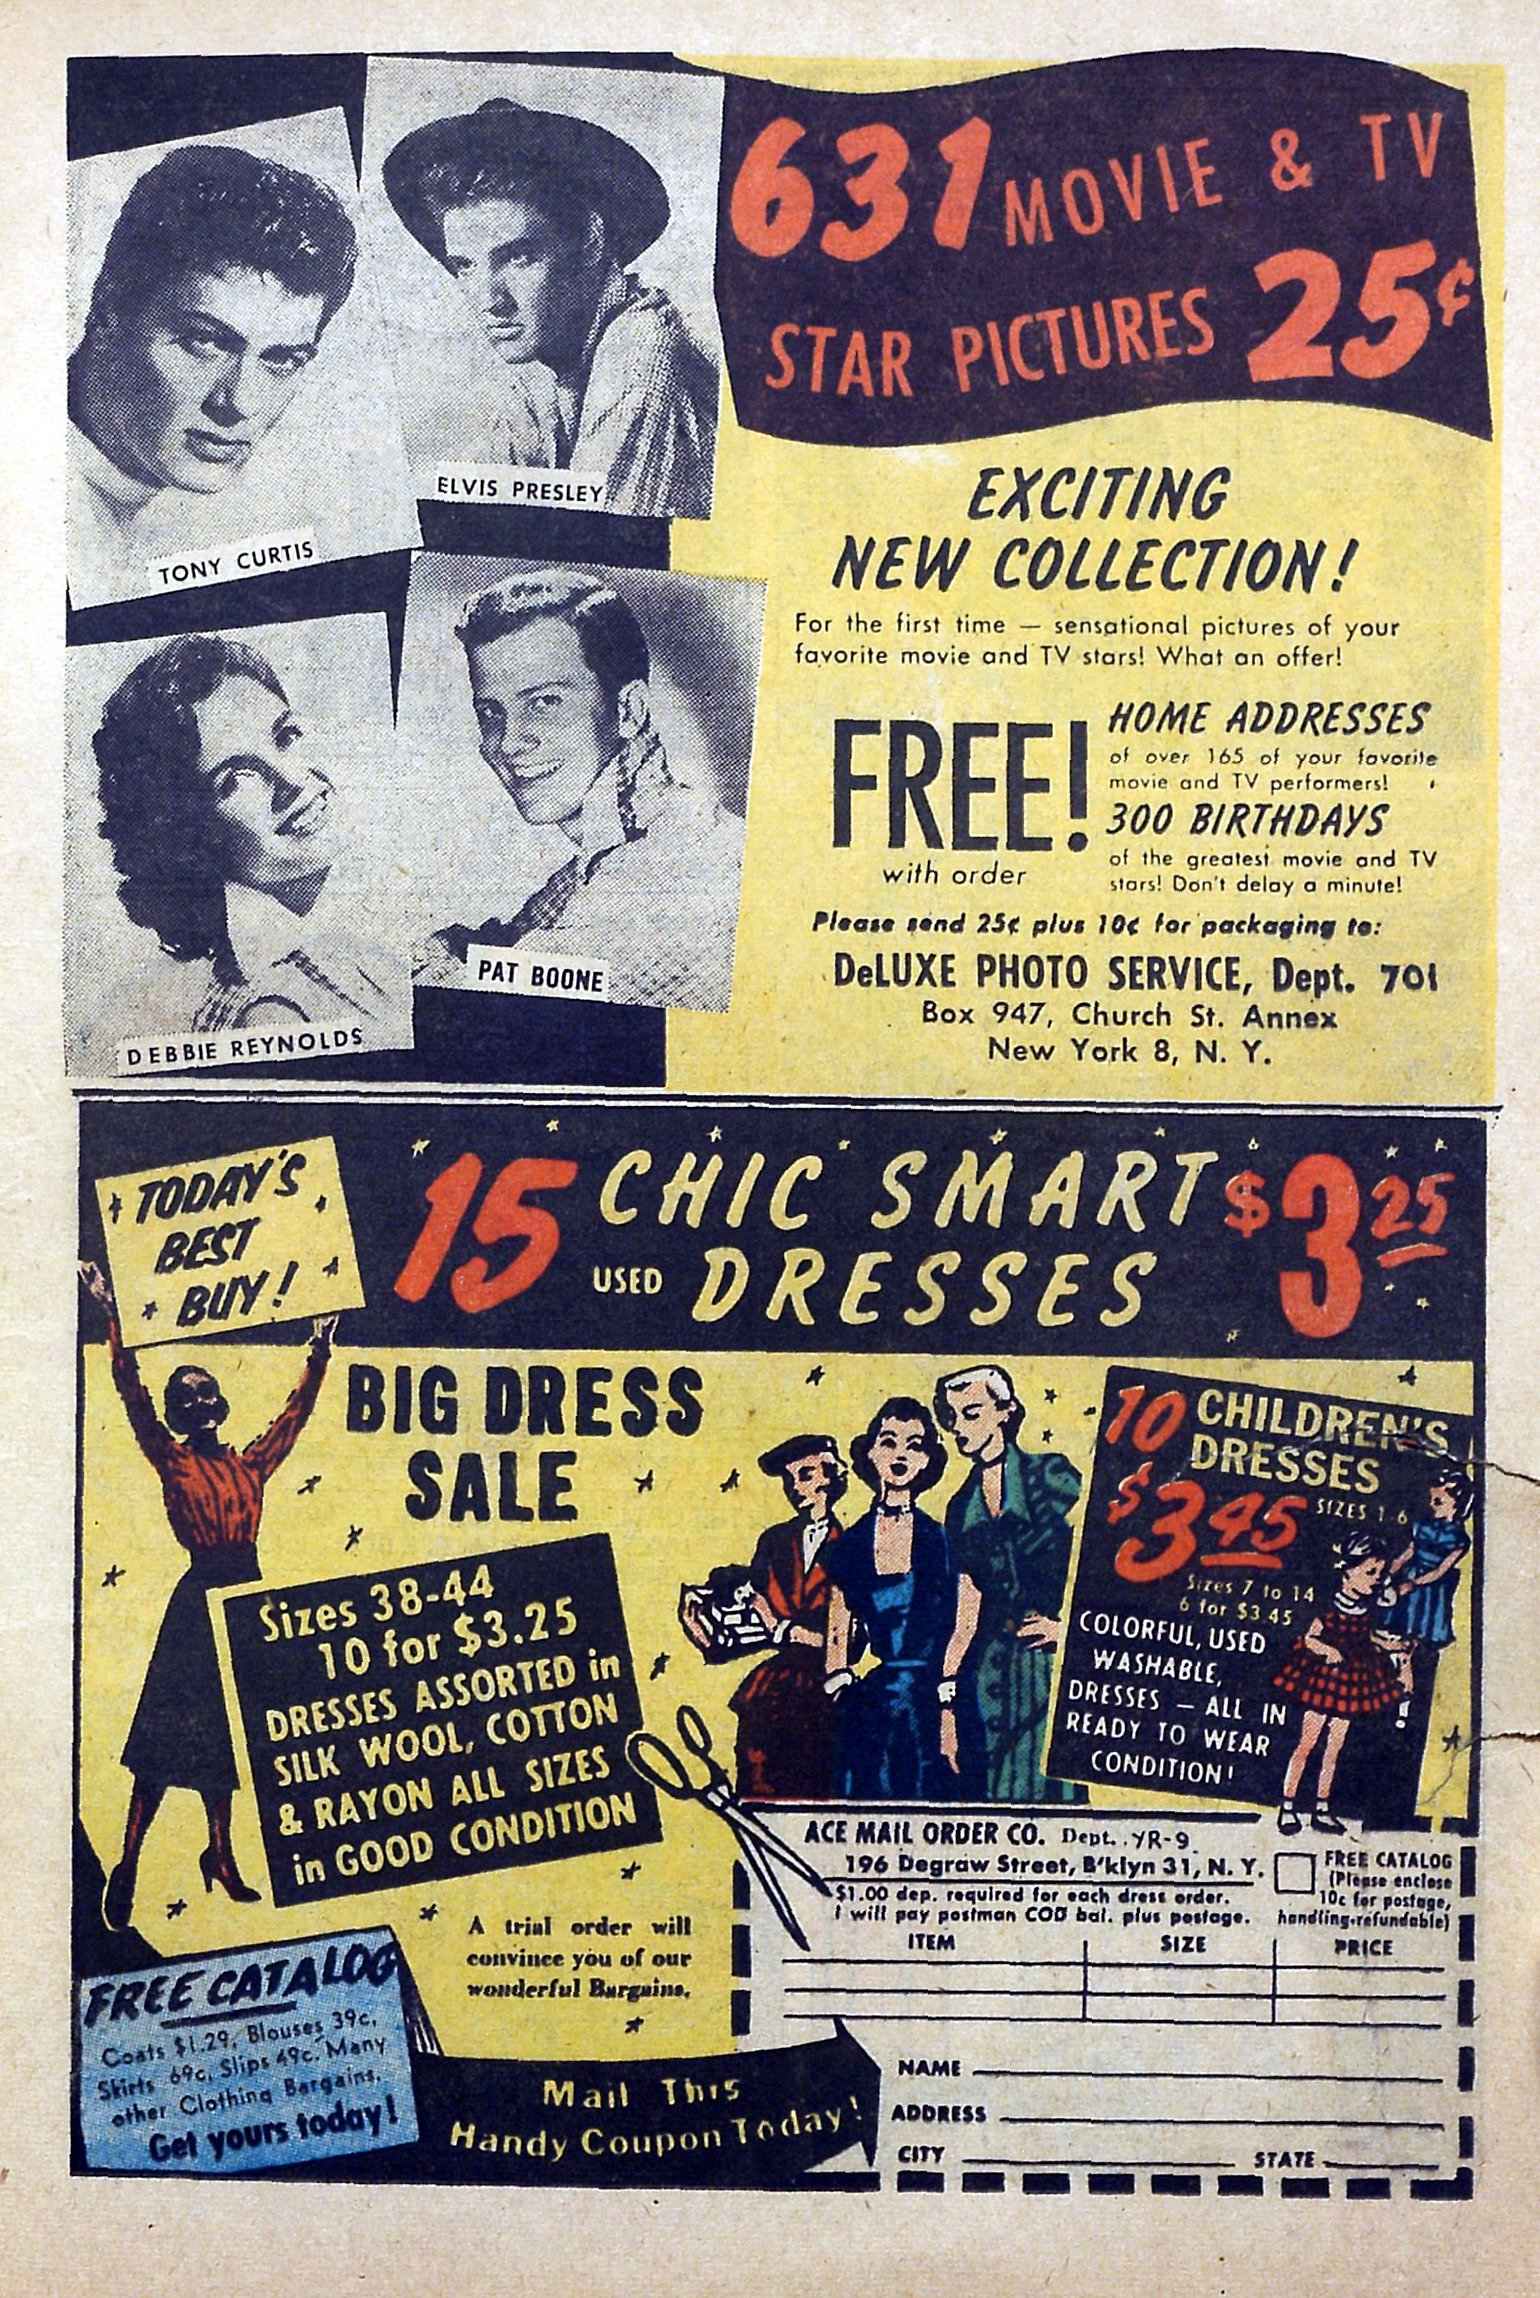 631 MOVIE & TV
STAR PICTURES 25¢
TONY CURTIS
ELVIS PRESLEY
DEBBIE REYNOLDS
PAT BOONE
EXCITING
NEW COLLECTION!
For the first time — sensational pictures of your
favorite movie and TV stars! What an offer!
FREE!
with order
HOME ADDRESSES
of over 165 of your favorite
movie and TV performers!
300 BIRTHDAYS
of the greatest movie and TV
stars! Don't delay a minute!
Please send 25¢ plus 10¢ for packaging to:
DeLUXE PHOTO SERVICE, Dept. 701
Box 947, Church St. Annex
New York 8, N. Y.
TODAY'S
BEST
BUY!
15 CHIC SMART $3.25
USED DRESSES
BIG DRESS
SALE
Sizes 38-44
10 for $3.25
DRESSES ASSORTED in
SILK WOOL, COTTON
& RAYON ALL SIZES
in GOOD CONDITION
10 CHILDREN'S
DRESSES
$3.45 SIZES 1-6
Sizes 7 to 14
6 for $3.45
COLORFUL, USED
WASHABLE,
DRESSES — ALL IN
READY TO WEAR
CONDITION!
A trial order will
convince you of our
wonderful Bargains.
FREE CATALOG
Coats $1.29, Blouses 39c,
Skirts 69c, Slips 49c. Many
other Clothing Bargains.
Get yours today!
Mail This
Handy Coupon Today!
ACE MAIL ORDER CO. Dept. YR-9
196 Degraw Street, B'klyn 31, N. Y.
$1.00 dep. required for each dress order.
I will pay postman COD bal. plus postage.
FREE CATALOG
(Please enclose
10c for postage,
handling-refundable)
ITEM SIZE PRICE
NAME
ADDRESS
CITY STATE